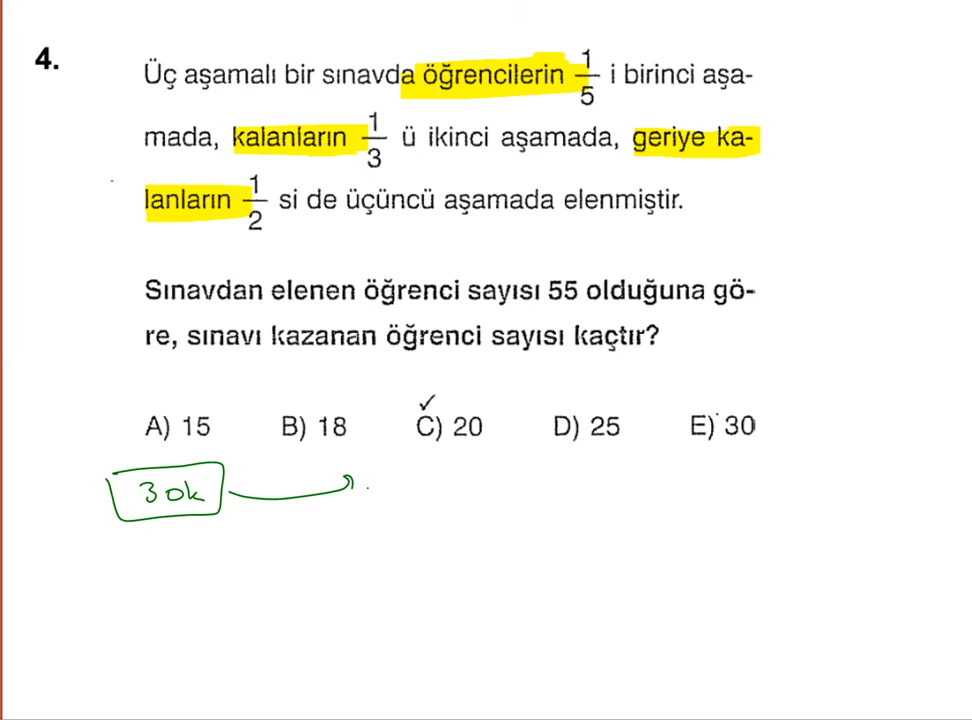 4.
Üç aşamalı bir sınavda öğrencilerin 1/5 i birinci aşa-
mada, kalanların 1/3 ü ikinci aşamada, geriye ka-
lanların 1/2 si de üçüncü aşamada elenmiştir.
Sınavdan elenen öğrenci sayısı 55 olduğuna gö-
re, sınavı kazanan öğrenci sayısı kaçtır?
A) 15 B) 18 C) 20 D) 25 E) 30
30k